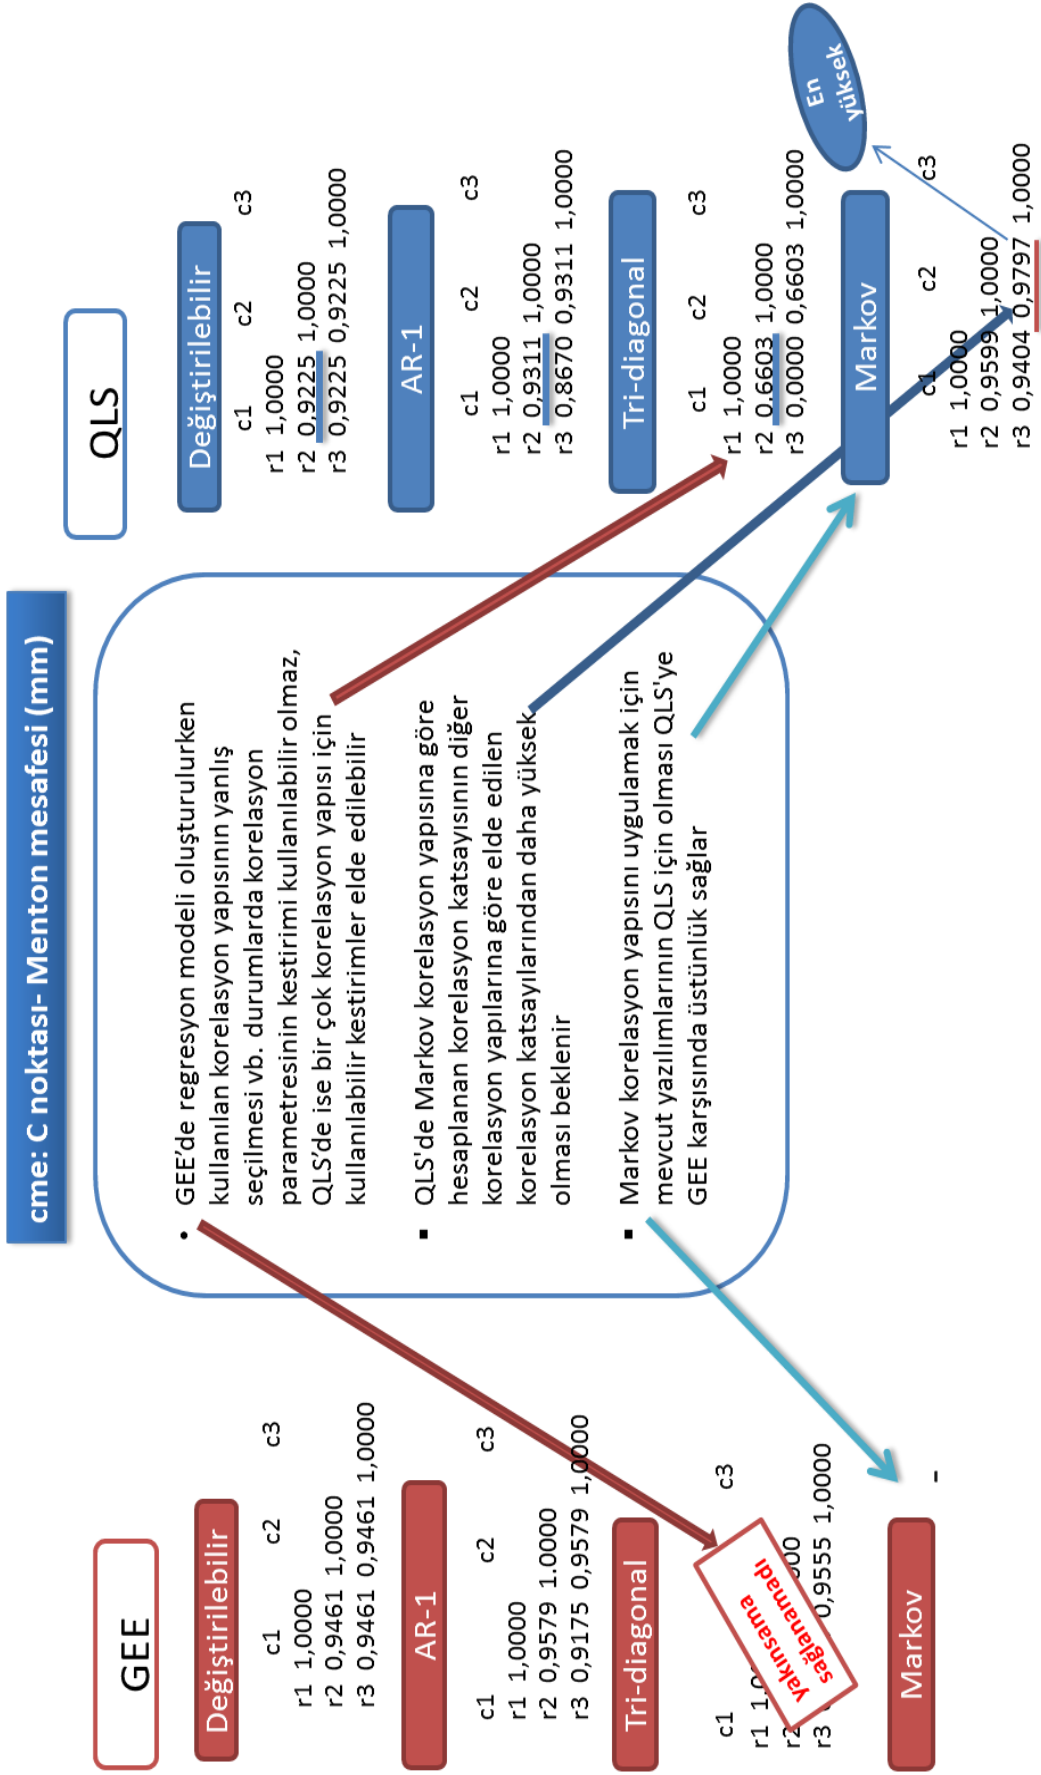 cme: C noktası- Menton mesafesi (mm)
GEE
Değiştirilebilir
c1 c2 c3
r1 1,0000
r2 0,9461 1,0000
r3 0,9461 0,9461 1,0000
AR-1
c1 c2 c3
r1 1,0000
r2 0,9579 1.0000
r3 0,9175 0,9579 1,0000
Tri-diagonal
c1 c3
r1
r2
r3 0,9555 1,0000
yakınsama
sağlanamadı
Markov
-
• GEE’de regresyon modeli oluşturulurken
kullanılan korelasyon yapısının yanlış
seçilmesi vb. durumlarda korelasyon
parametresinin kestirimi kullanılabilir olmaz,
QLS’de ise bir çok korelasyon yapısı için
kullanılabilir kestirimler elde edilebilir
▪ QLS'de Markov korelasyon yapısına göre
hesaplanan korelasyon katsayısının diğer
korelasyon yapılarına göre elde edilen
korelasyon katsayılarından daha yüksek
olması beklenir
▪ Markov korelasyon yapısını uygulamak için
mevcut yazılımlarının QLS için olması QLS'ye
GEE karşısında üstünlük sağlar
QLS
Değiştirilebilir
c1 c2 c3
r1 1,0000
r2 0,9225 1,0000
r3 0,9225 0,9225 1,0000
AR-1
c1 c2 c3
r1 1,0000
r2 0,9311 1,0000
r3 0,8670 0,9311 1,0000
Tri-diagonal
c1 c2 c3
r1 1,0000
r2 0,6603 1,0000
r3 0,0000 0,6603 1,0000
Markov
c1 c2 c3
r1 1,0000
r2 0,9599 1,0000
r3 0,9404 0,9797 1,0000
En
yüksek